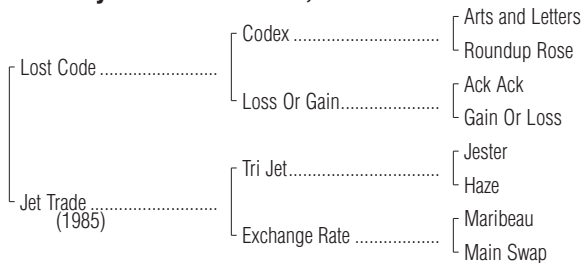 Arts and Letters
Codex ..............................
Roundup Rose
Lost Code .........................
Ack Ack
Loss Or Gain.....................
Gain Or Loss
Jester
Tri Jet................................
Haze
Jet Trade ...........................
(1985)
Maribeau
Exchange Rate ..................
Main Swap